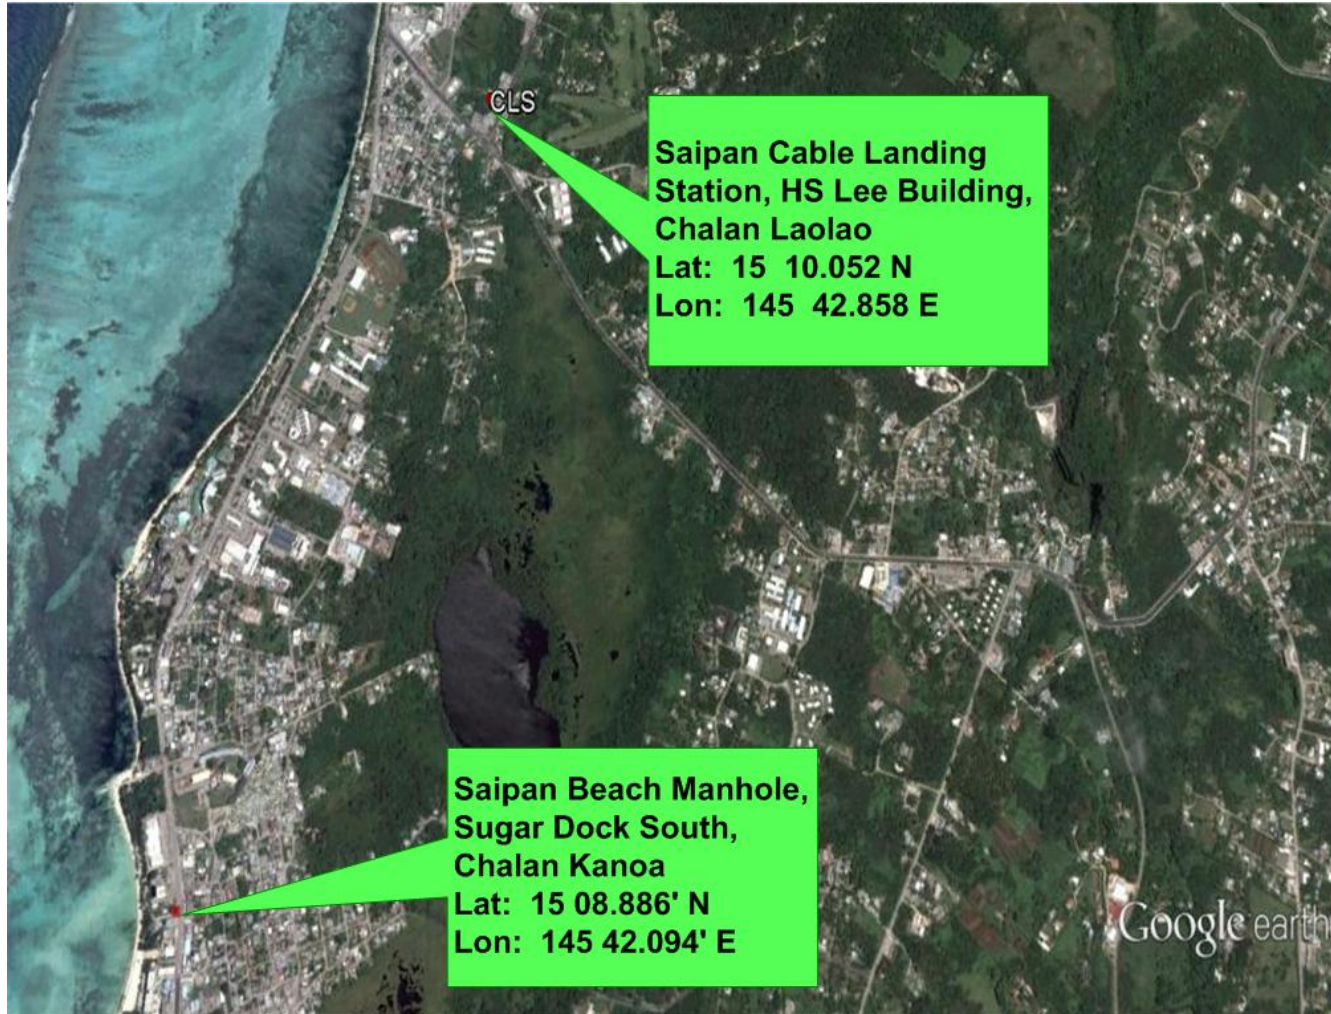 CLS
Saipan Cable Landing
Station, HS Lee Building,
Chalan Laolao
Lat:  15  10.052 N
Lon:  145  42.858 E
Saipan Beach Manhole,
Sugar Dock South,
Chalan Kanoa
Lat:  15 08.886' N
Lon:  145 42.094' E
Google earth